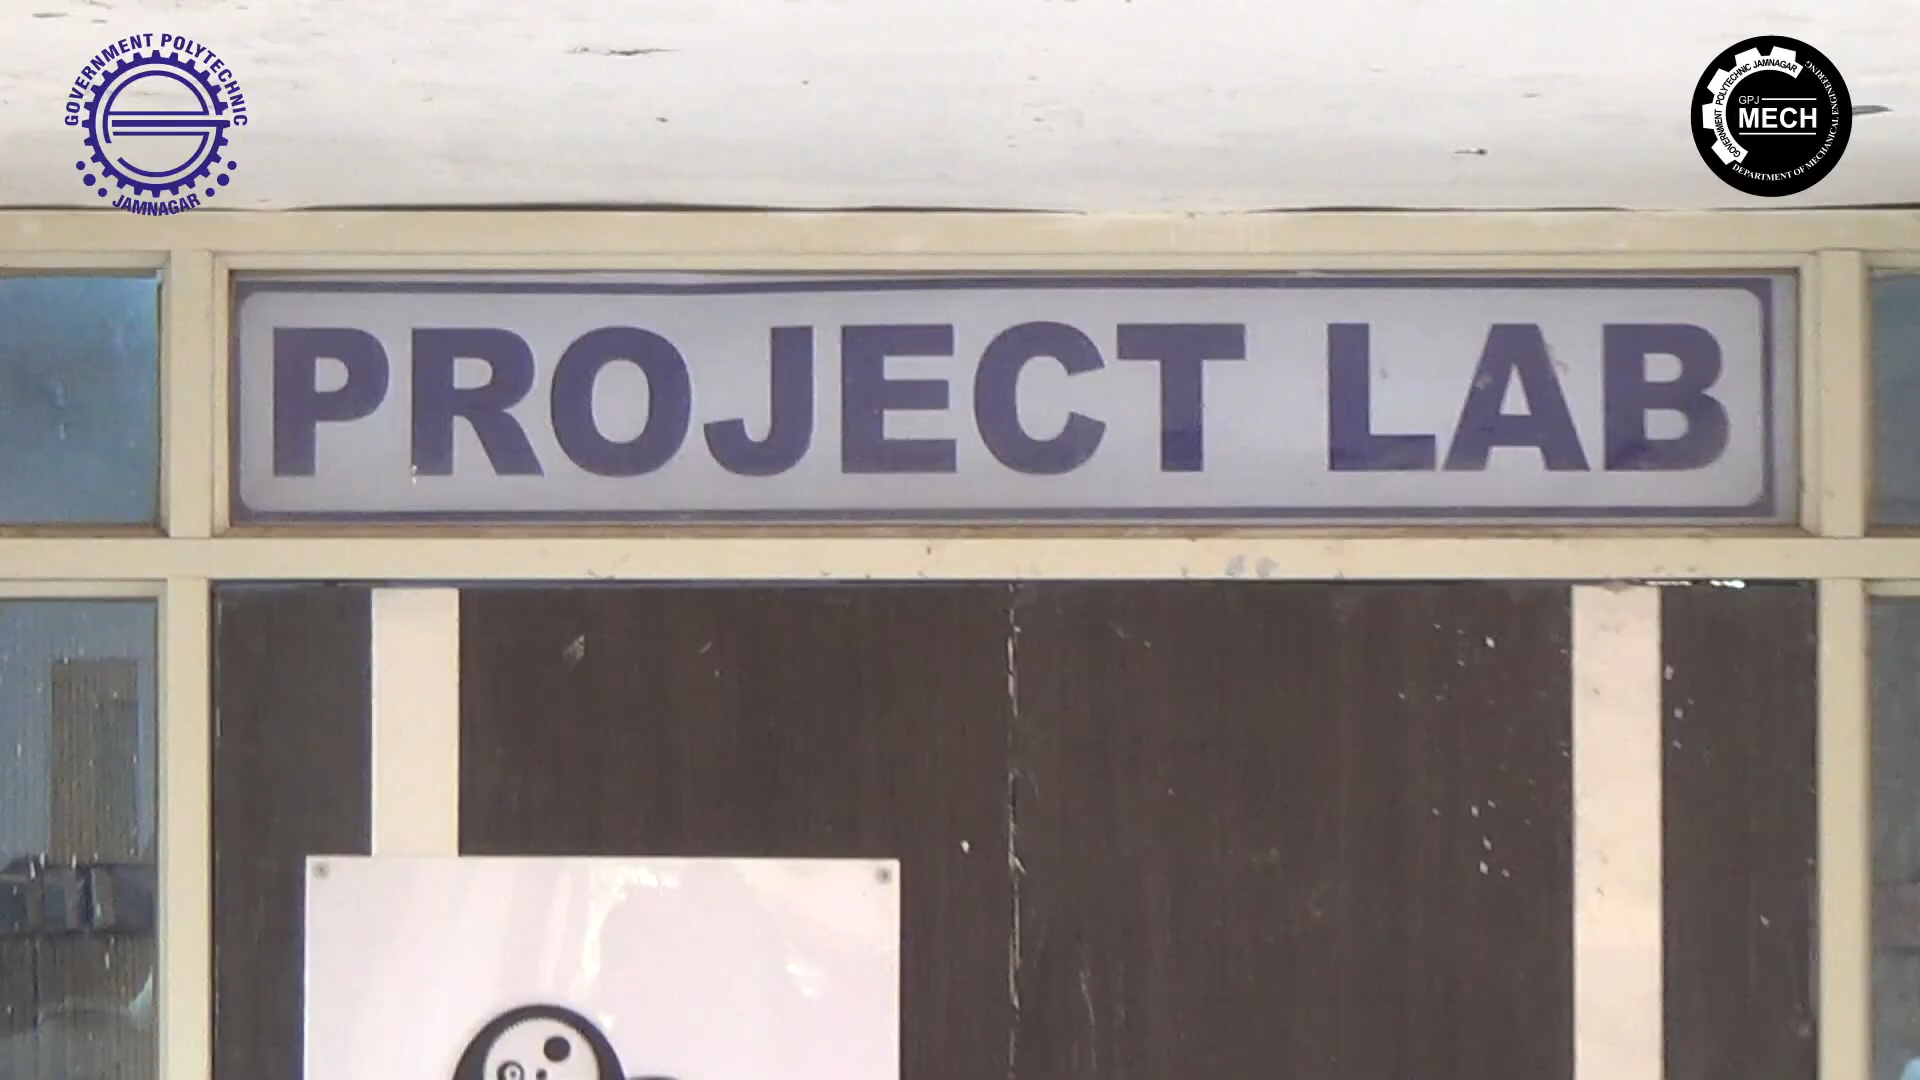 GOVERNMENT POLYTECHNIC
JAMNAGAR
GOVERNMENT POLYTECHNIC JAMNAGAR
GPJ
MECH
DEPARTMENT OF MECHANICAL ENGINEERING
PROJECT LAB